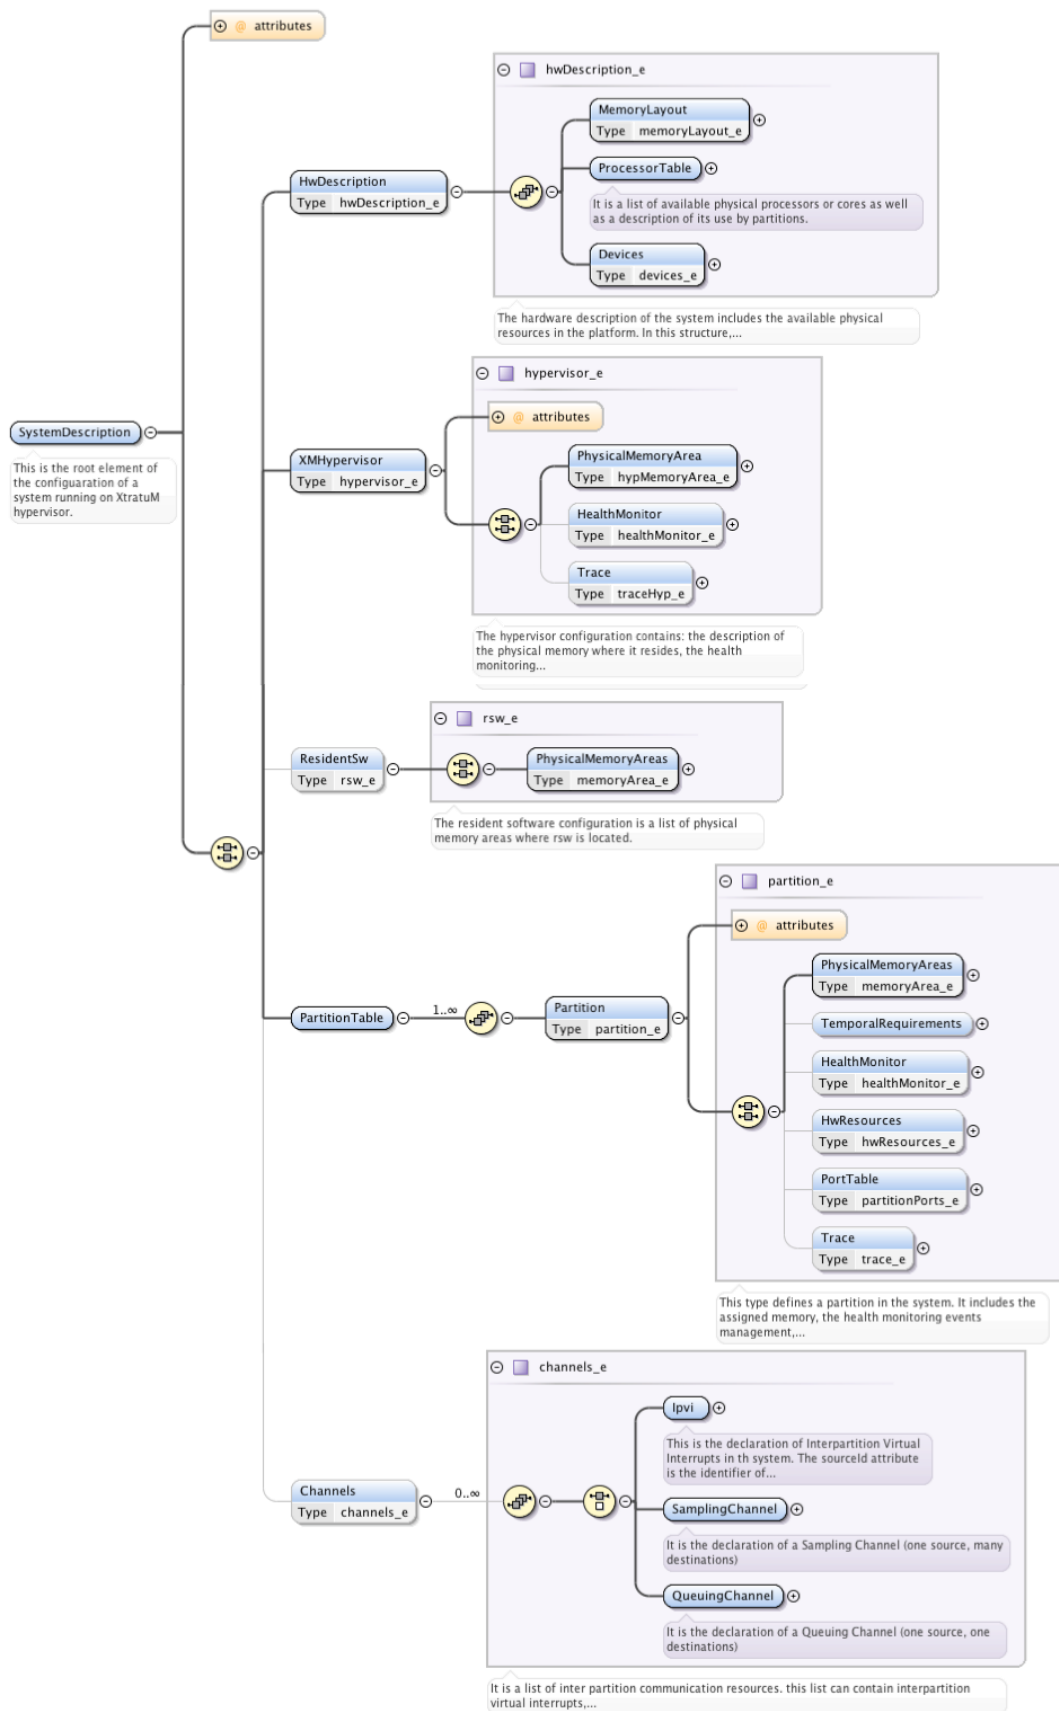 @ attributes
hwDescription_e
MemoryLayout
Type memoryLayout_e
ProcessorTable
It is a list of available physical processors or cores as well
as a description of its use by partitions.
HwDescription
Type hwDescription_e
Devices
Type devices_e
The hardware description of the system includes the available physical
resources in the platform. In this structure,...
hypervisor_e
@ attributes
SystemDescription
This is the root element of
the configuaration of a
system running on XtratuM
hypervisor.
XMHypervisor
Type hypervisor_e
PhysicalMemoryArea
Type hypMemoryArea_e
HealthMonitor
Type healthMonitor_e
Trace
Type traceHyp_e
The hypervisor configuration contains: the description of
the physical memory where it resides, the health
monitoring...
rsw_e
ResidentSw
Type rsw_e
PhysicalMemoryAreas
Type memoryArea_e
The resident software configuration is a list of physical
memory areas where rsw is located.
partition_e
@ attributes
PhysicalMemoryAreas
Type memoryArea_e
PartitionTable
1..∞
Partition
Type partition_e
TemporalRequirements
HealthMonitor
Type healthMonitor_e
HwResources
Type hwResources_e
PortTable
Type partitionPorts_e
Trace
Type trace_e
This type defines a partition in the system. It includes the
assigned memory, the health monitoring events
management,...
channels_e
Ipvi
This is the declaration of Interpartition Virtual
Interrupts in th system. The sourceId attribute
is the identifier of...
Channels
Type channels_e
0..∞
SamplingChannel
It is the declaration of a Sampling Channel (one source, many
destinations)
QueuingChannel
It is the declaration of a Queuing Channel (one source, one
destinations)
It is a list of inter partition communication resources. this list can contain interpartition
virtual interrupts,...